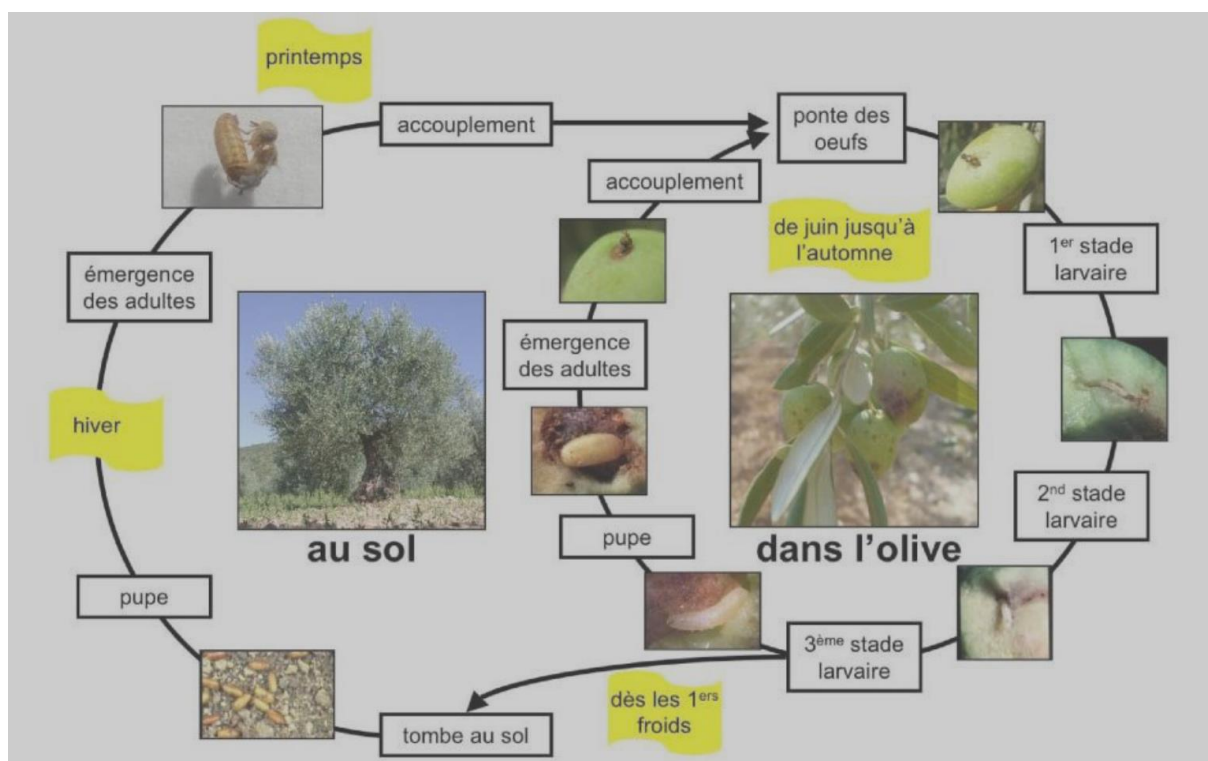 printemps
accouplement
ponte des
oeufs
accouplement
de juin jusqu'à
l'automne
1er stade
larvaire
émergence
des adultes
émergence
des adultes
hiver
2nd stade
larvaire
pupe
au sol
dans l'olive
pupe
3ème stade
larvaire
dès les 1ers
froids
tombe au sol